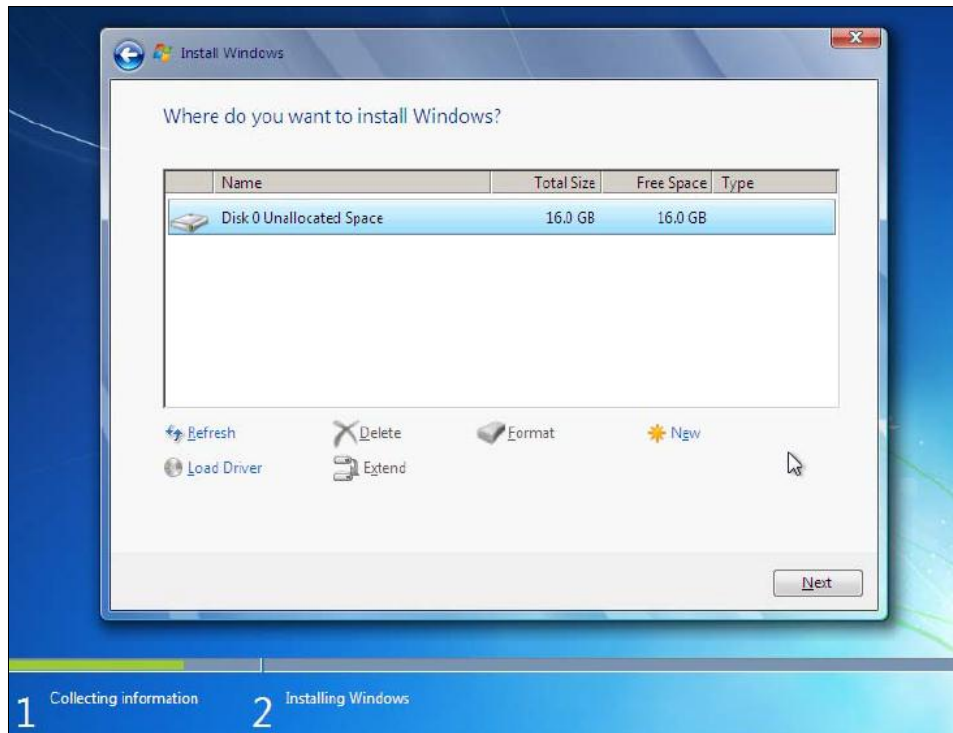 Install Windows
Where do you want to install Windows?
Name Total Size Free Space Type
Disk 0 Unallocated Space 16.0 GB 16.0 GB
Refresh Delete Format New
Load Driver Extend
Next
1 Collecting information 2 Installing Windows